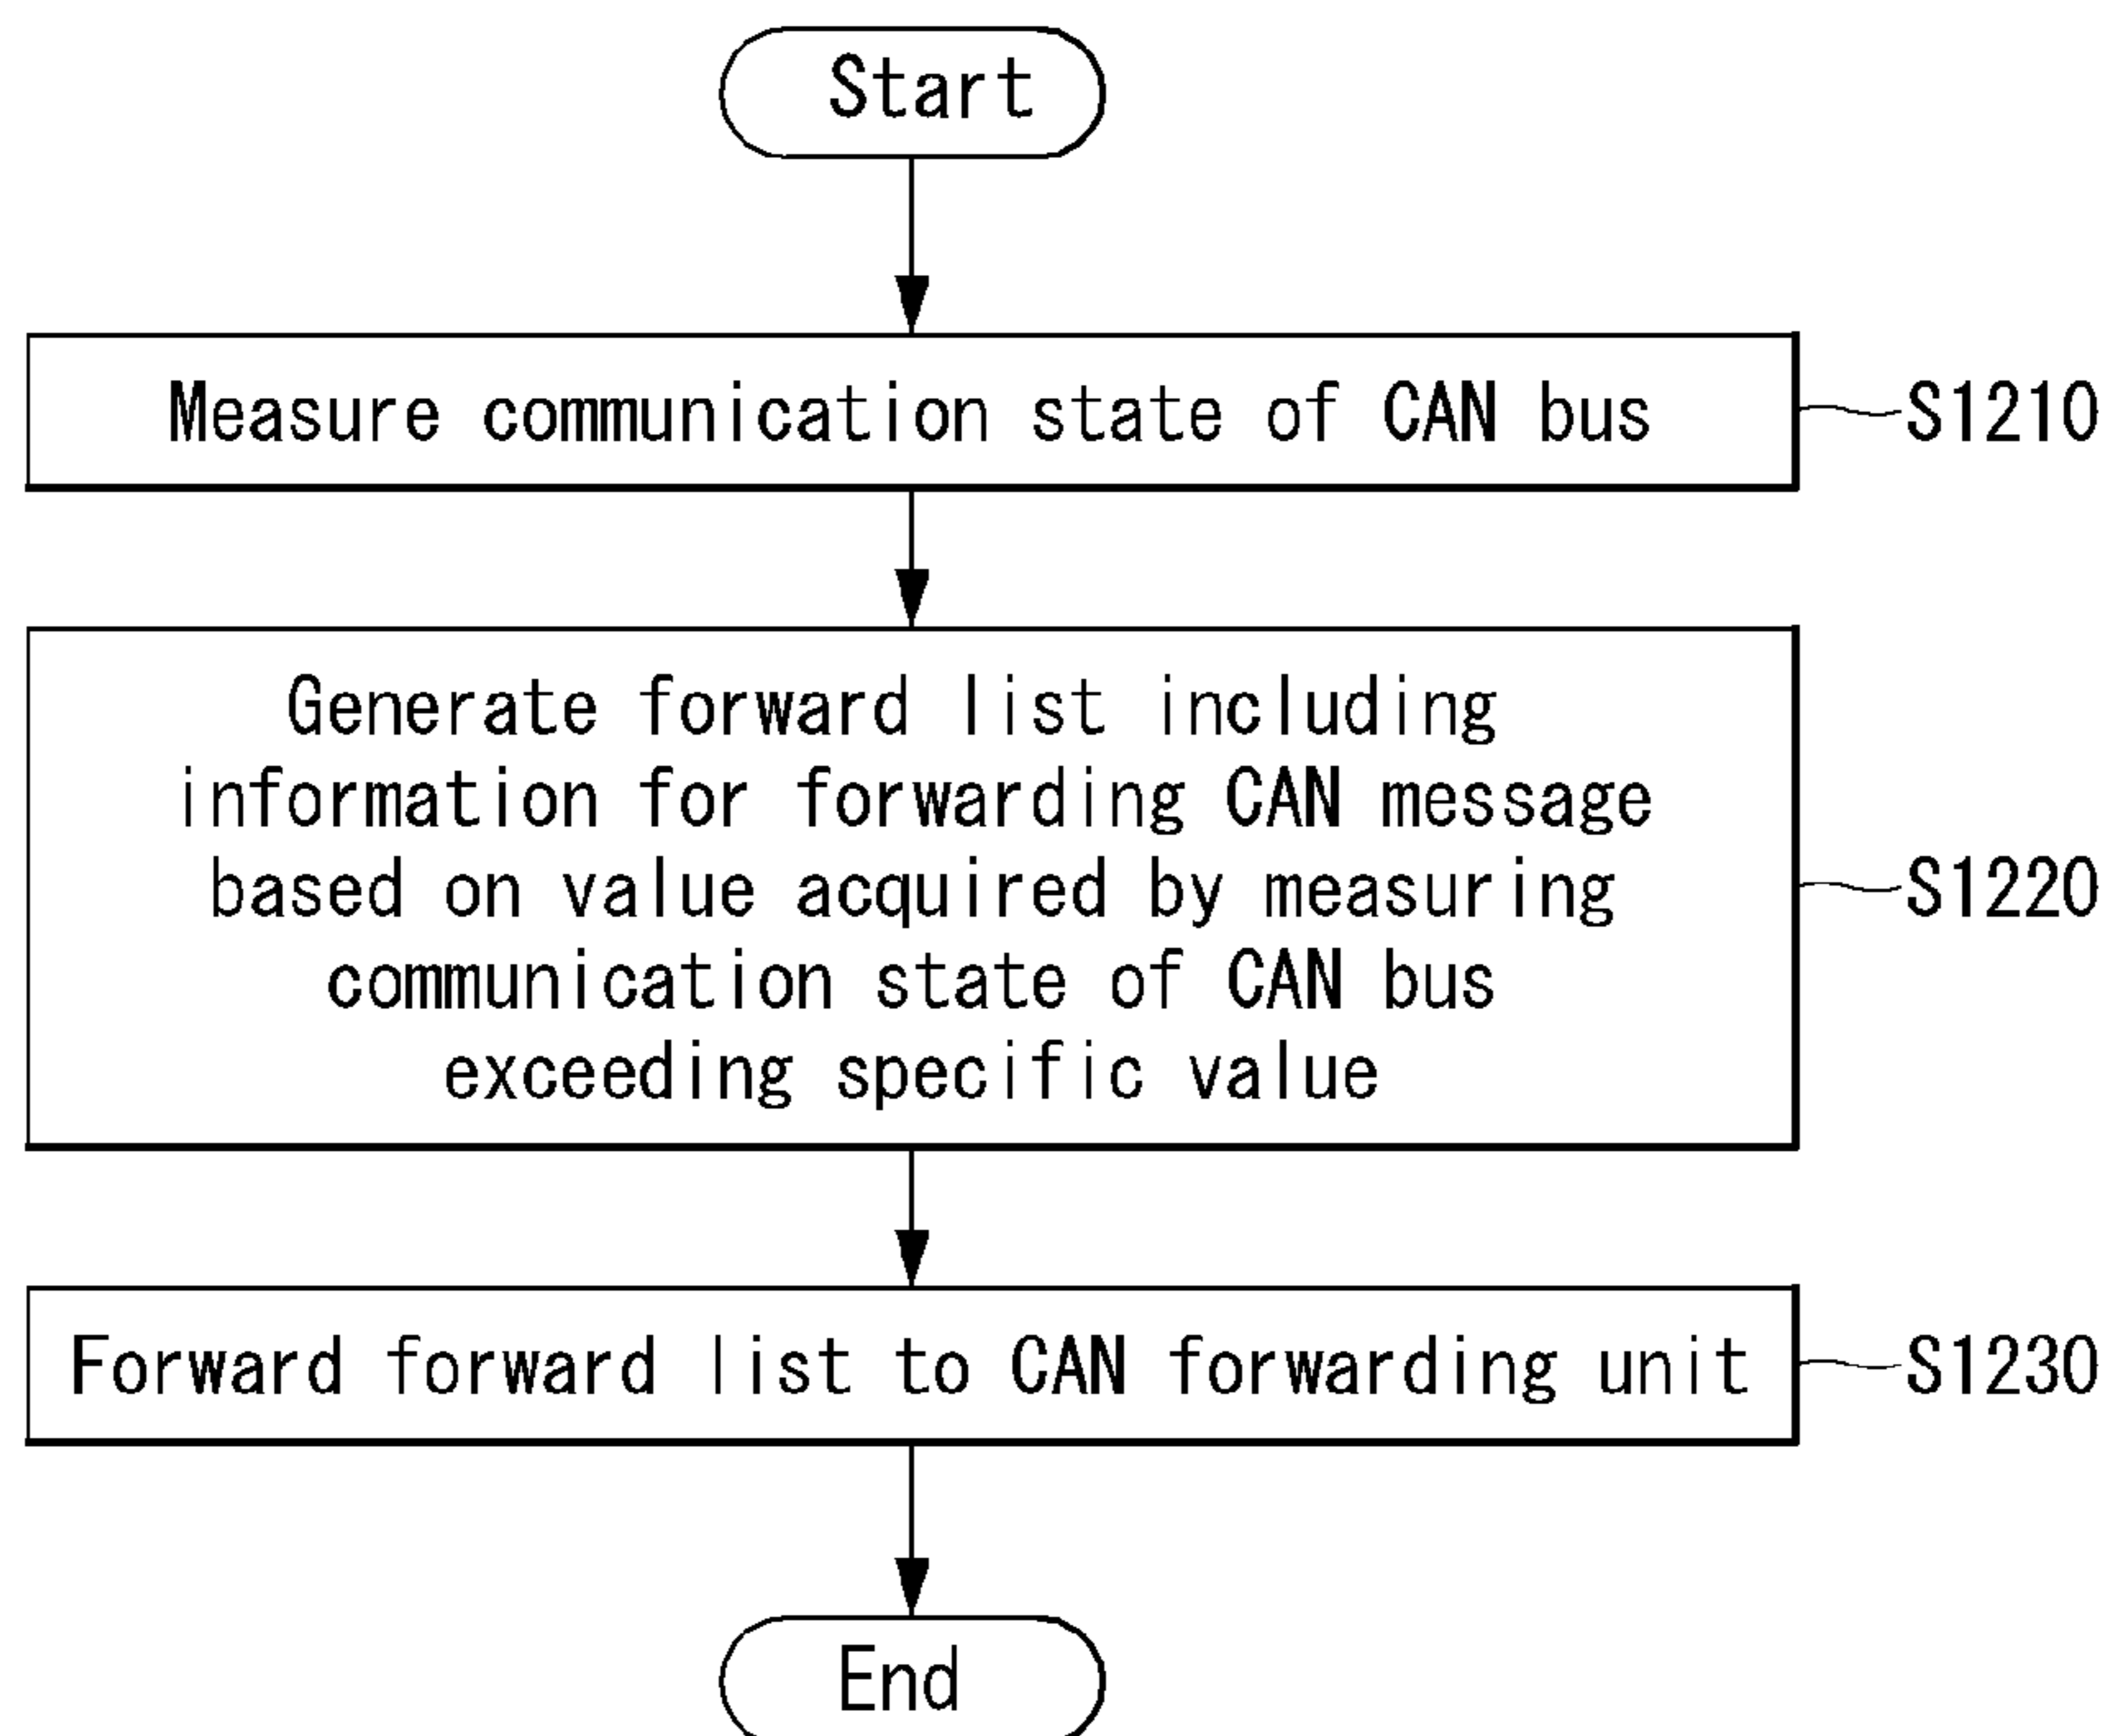 Start
Measure communication state of CAN bus
S1210
Generate forward list including
information for forwarding CAN message
based on value acquired by measuring
communication state of CAN bus
exceeding specific value
S1220
Forward forward list to CAN forwarding unit
S1230
End